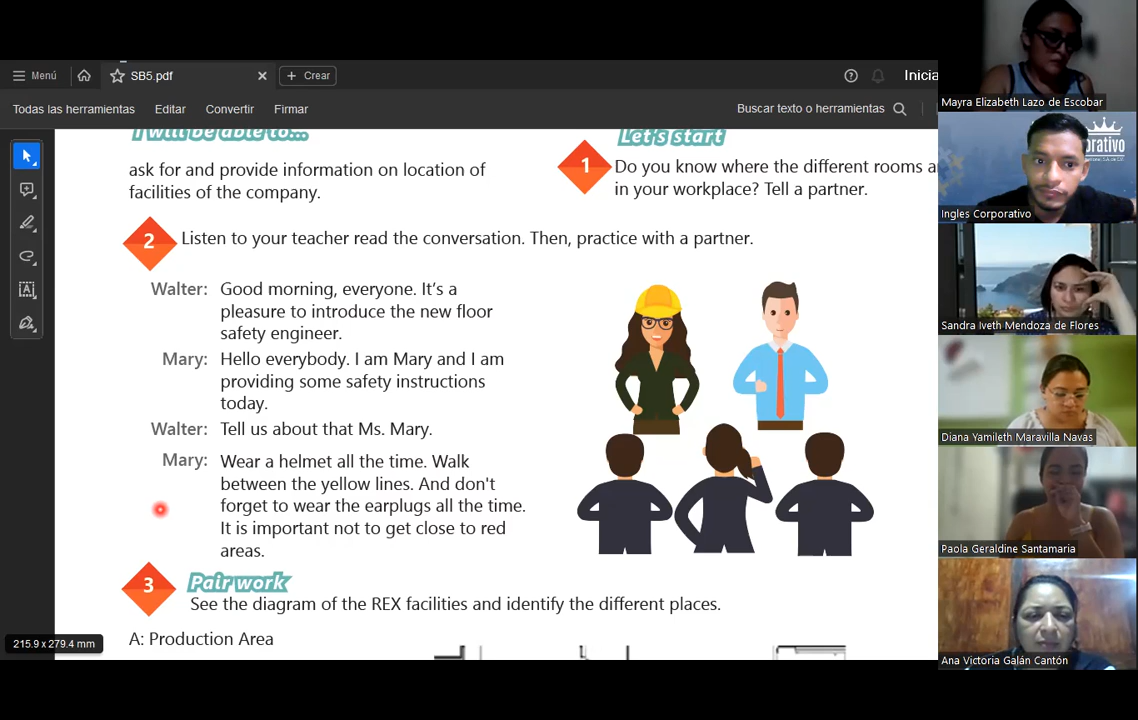 Menú
SB5.pdf
Crear
Inicia
Todas las herramientas
Editar
Convertir
Firmar
Buscar texto o herramientas
I will be able to...
ask for and provide information on location of
facilities of the company.
1
Let's start
Do you know where the different rooms a
in your workplace? Tell a partner.
2
Listen to your teacher read the conversation. Then, practice with a partner.
Walter: Good morning, everyone. It's a
pleasure to introduce the new floor
safety engineer.
Mary: Hello everybody. I am Mary and I am
providing some safety instructions
today.
Walter: Tell us about that Ms. Mary.
Mary: Wear a helmet all the time. Walk
between the yellow lines. And don't
forget to wear the earplugs all the time.
It is important not to get close to red
areas.
3
Pair work
See the diagram of the REX facilities and identify the different places.
A: Production Area
215.9 x 279.4 mm
Mayra Elizabeth Lazo de Escobar
orativo
Ingles Corporativo
Sandra Iveth Mendoza de Flores
Diana Yamileth Maravilla Navas
Paola Geraldine Santamaria
Ana Victoria Galán Cantón